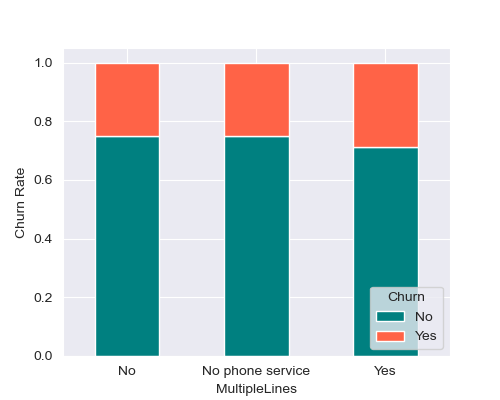 1.0
0.8
0.6
0.4
0.2
0.0
Churn Rate
No
No phone service
Yes
MultipleLines
Churn
No
Yes